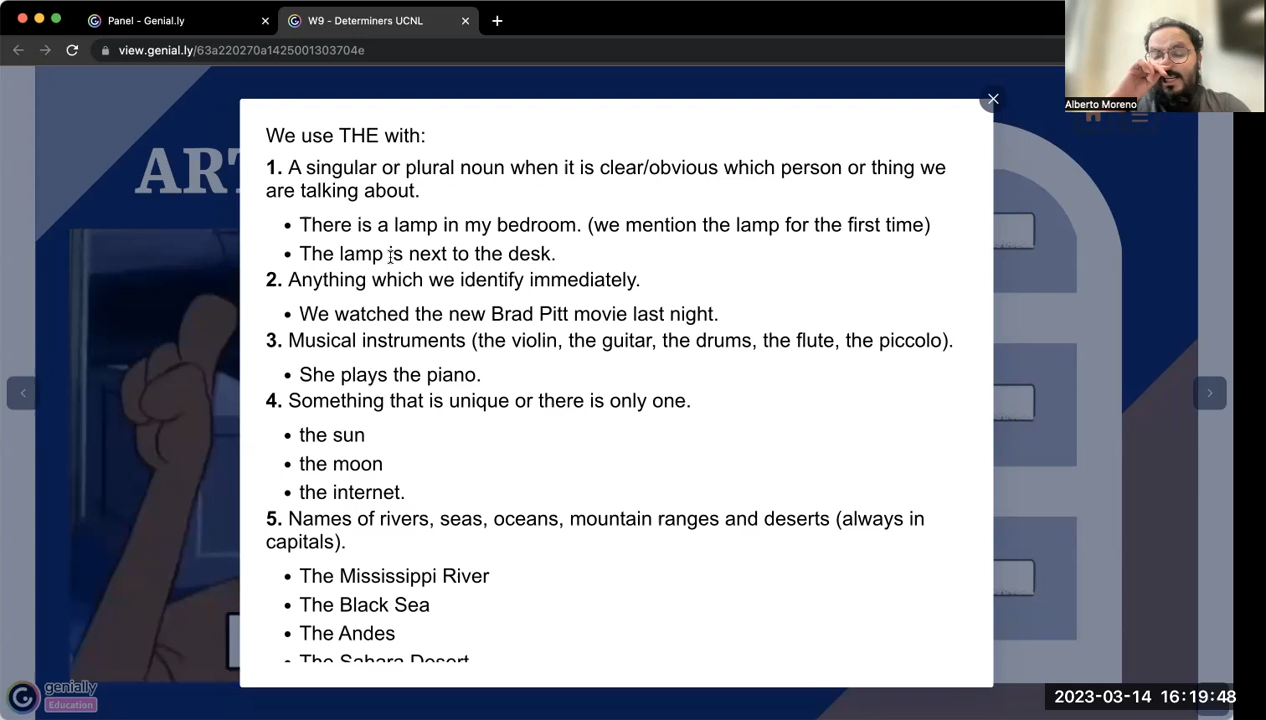 Panel - Genial.ly
W9 - Determiners UCNL
view.genial.ly/63a220270a1425001303704e
Alberto Moreno
ART
We use THE with:
1. A singular or plural noun when it is clear/obvious which person or thing we
are talking about.
• There is a lamp in my bedroom. (we mention the lamp for the first time)
• The lamp is next to the desk.
2. Anything which we identify immediately.
• We watched the new Brad Pitt movie last night.
3. Musical instruments (the violin, the guitar, the drums, the flute, the piccolo).
• She plays the piano.
4. Something that is unique or there is only one.
• the sun
• the moon
• the internet.
5. Names of rivers, seas, oceans, mountain ranges and deserts (always in
capitals).
• The Mississippi River
• The Black Sea
• The Andes
• The Sahara Desert
genially
Education
2023-03-14 16:19:48